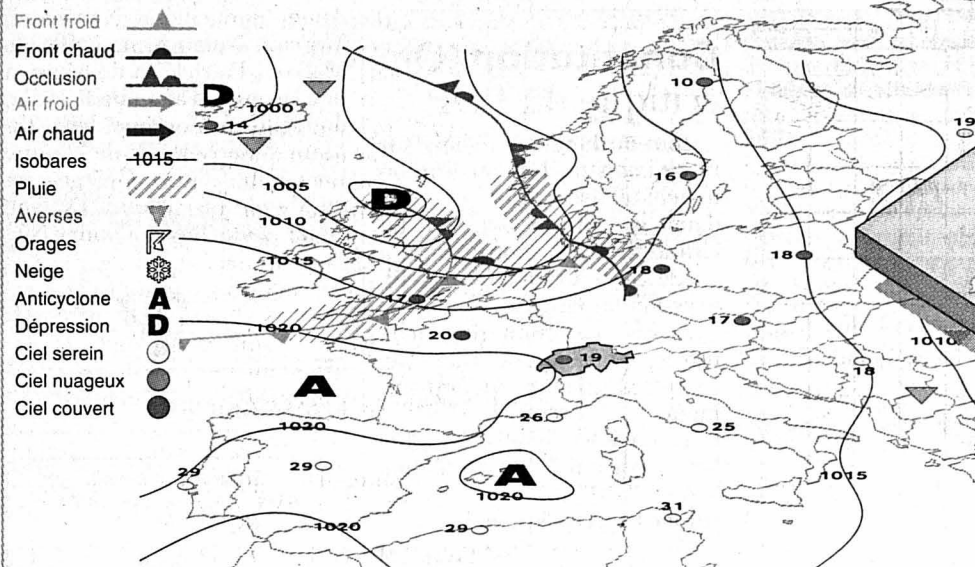 Front froid
Front chaud
Occlusion
Air froid
Air chaud
Isobares 1015
Pluie
Averses
Orages
Neige
Anticyclone A
Dépression D
Ciel serein
Ciel nuageux
Ciel couvert
D
1000
14
10
19
16
1005
D
1010
1015
18
18
17
17
1020
20
19
1010
18
A
26
25
1020
29
29
A
1020
1015
31
1020
29